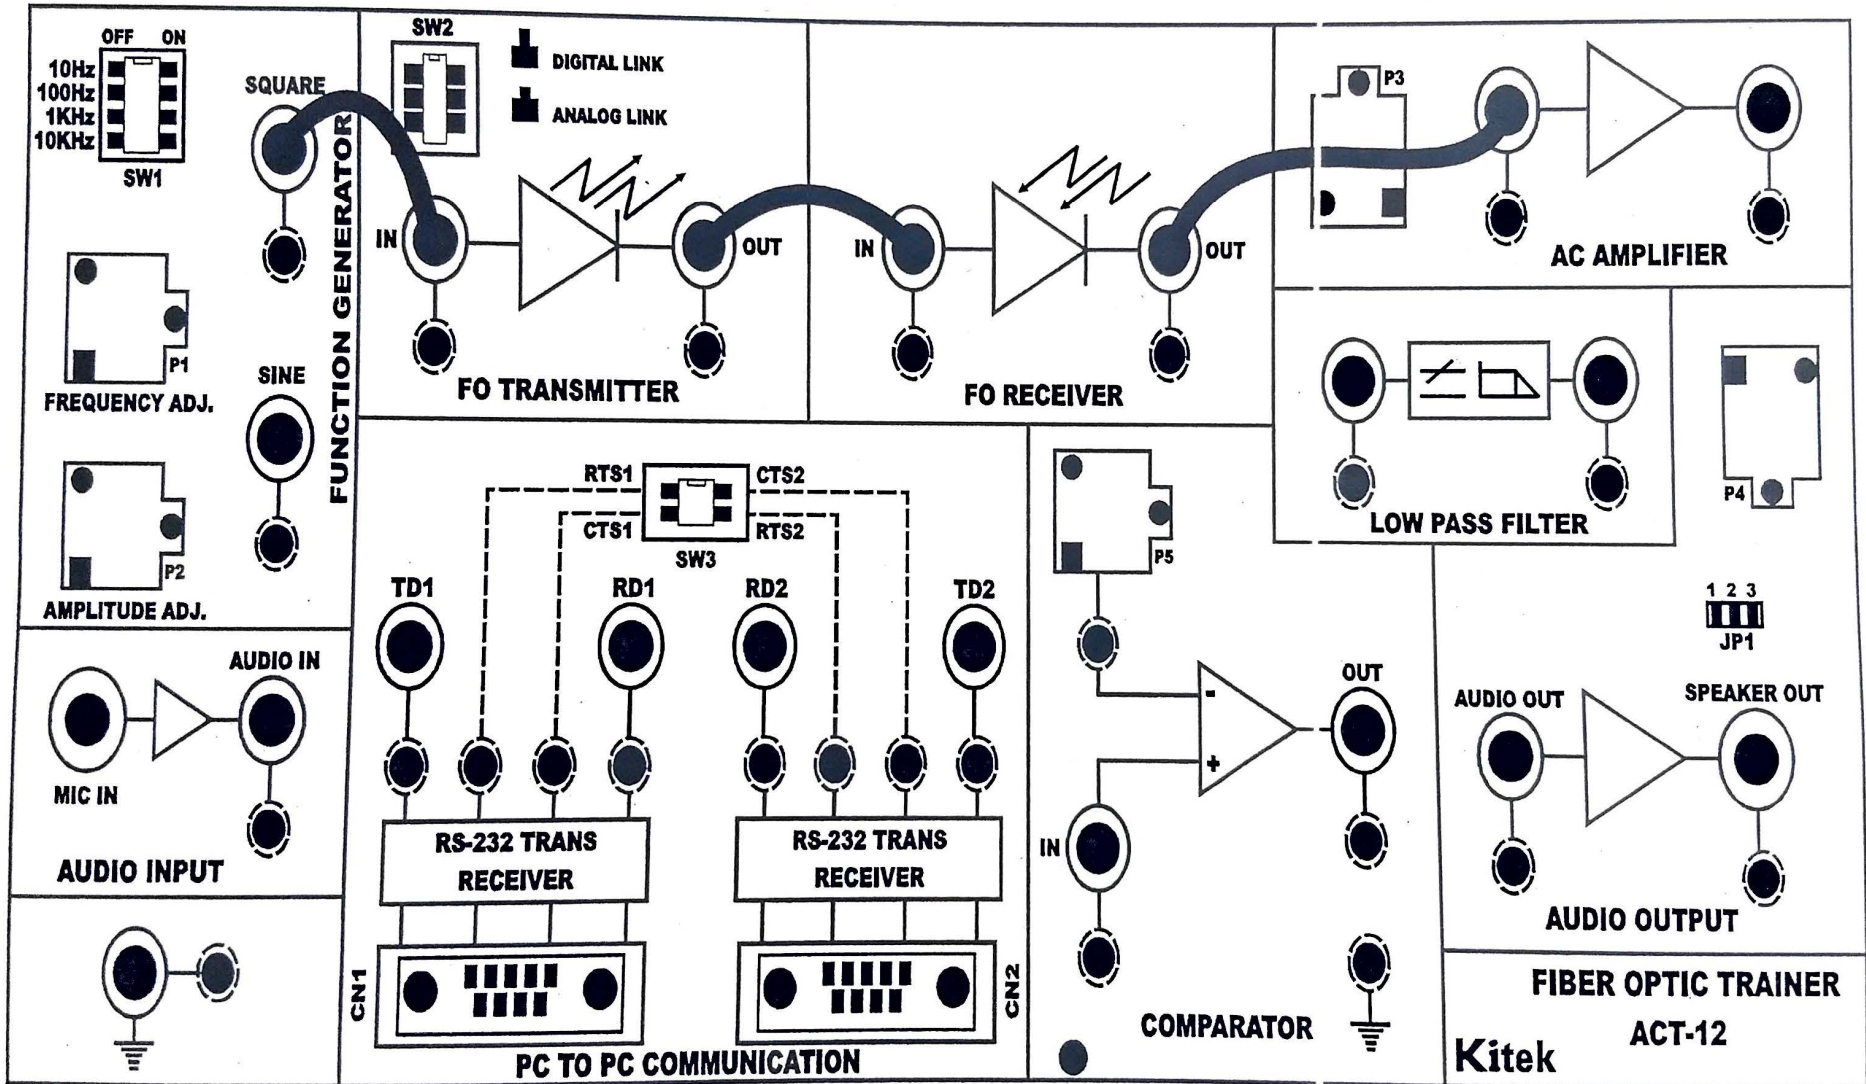 OFF ON
10Hz
100Hz
1KHz
10KHz
SW1
SQUARE
P1
FREQUENCY ADJ.
SINE
P2
AMPLITUDE ADJ.
FUNCTION GENERATOR
SW2
DIGITAL LINK
ANALOG LINK
IN
OUT
FO TRANSMITTER
IN
OUT
FO RECEIVER
P3
AC AMPLIFIER
LOW PASS FILTER
P4
1 2 3
JP1
AUDIO IN
MIC IN
AUDIO INPUT
RTS1
CTS2
CTS1
RTS2
SW3
TD1
RD1
RD2
TD2
RS-232 TRANS
RECEIVER
RS-232 TRANS
RECEIVER
CN1
CN2
PC TO PC COMMUNICATION
P5
-
+
OUT
IN
COMPARATOR
AUDIO OUT
SPEAKER OUT
AUDIO OUTPUT
FIBER OPTIC TRAINER
ACT-12
Kitek